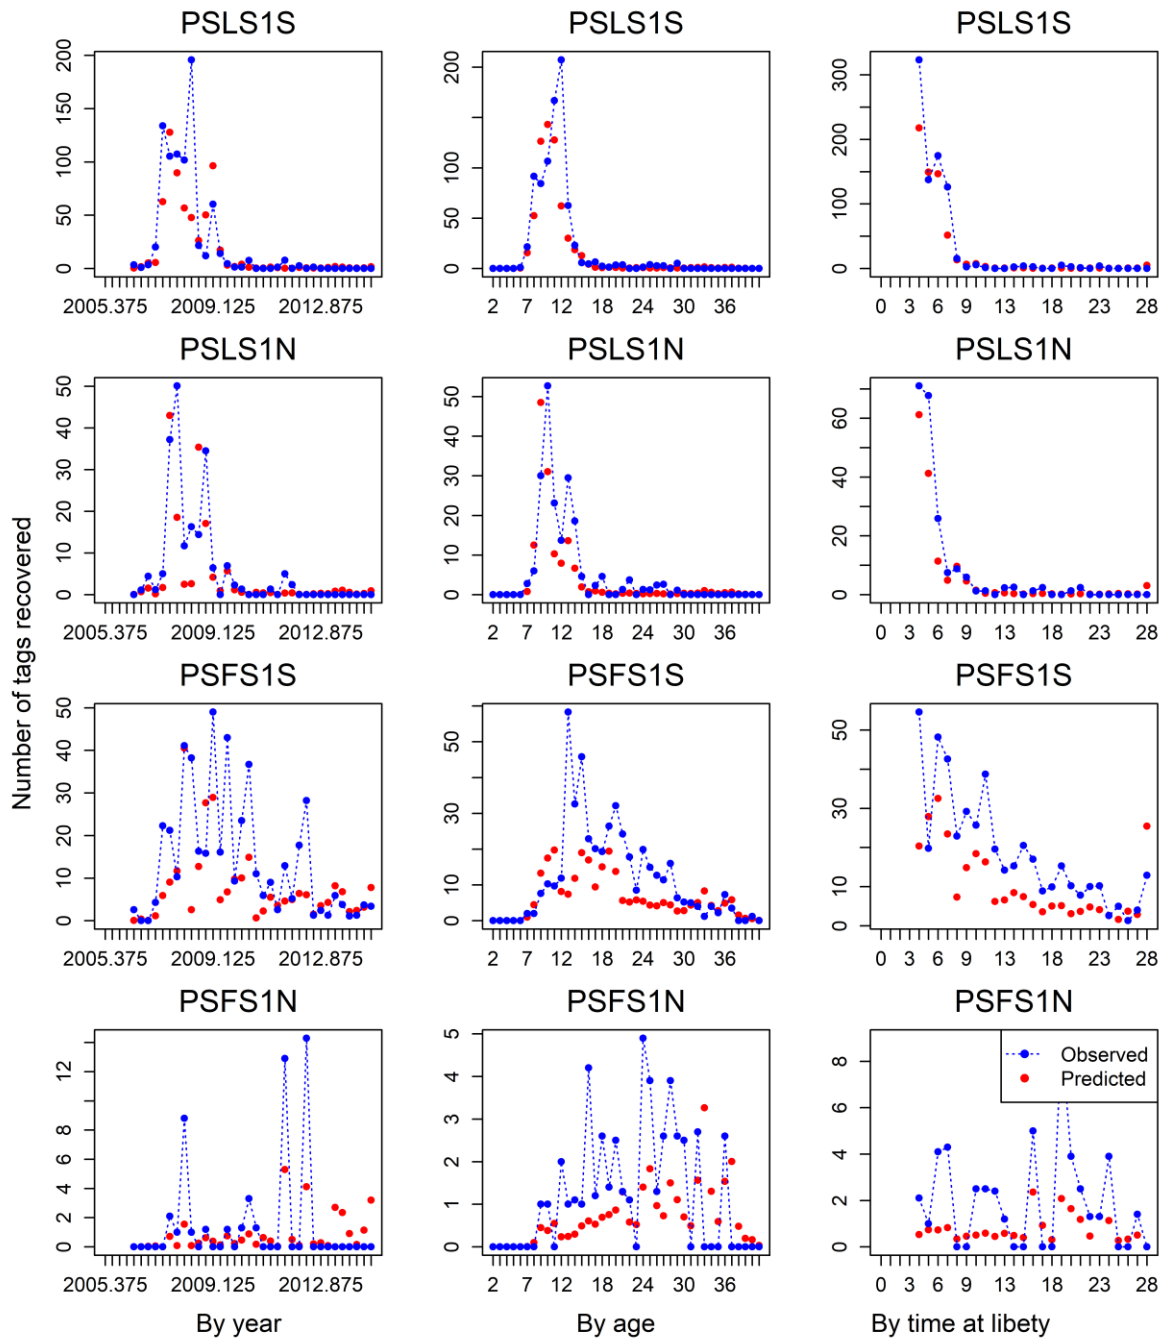 PSLS1S PSLS1S PSLS1S
0 50 100 150 200
0 50 100 200
0 100 200 300
2005.375 2009.125 2012.875
2 7 12 18 24 30 36
0 3 6 9 13 18 23 28
PSLS1N PSLS1N PSLS1N
0 10 20 30 40 50
0 10 20 30 40 50
0 20 40 60
2005.375 2009.125 2012.875
2 7 12 18 24 30 36
0 3 6 9 13 18 23 28
Number of tags recovered
PSFS1S PSFS1S PSFS1S
0 10 20 30 40 50
0 10 30 50
0 10 30 50
2005.375 2009.125 2012.875
2 7 12 18 24 30 36
0 3 6 9 13 18 23 28
PSFS1N PSFS1N PSFS1N
0 2 4 6 8 12
0 1 2 3 4 5
0 2 4 6 8
Observed
Predicted
2005.375 2009.125 2012.875
2 7 12 18 24 30 36
0 3 6 9 13 18 23 28
By year By age By time at libety